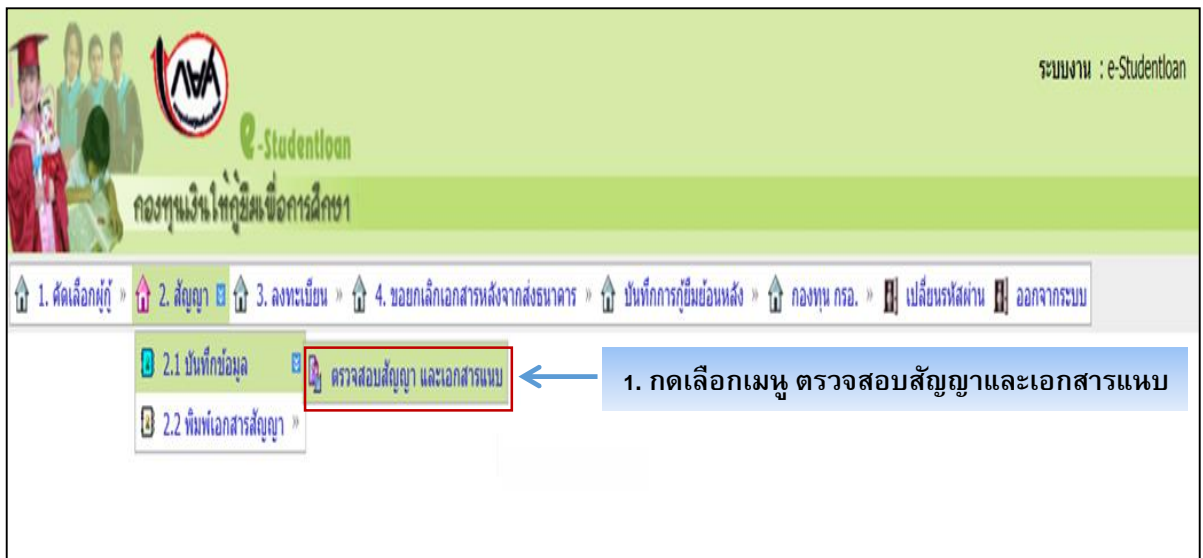 ระบบงาน : e-Studentloan
กยศ
e-Studentloan
กองทุนเงินให้กู้ยืมเพื่อการศึกษา
1. คัดเลือกผู้กู้ » 2. สัญญา 3. ลงทะเบียน » 4. ขอยกเลิกเอกสารหลังจากส่งธนาคาร » บันทึกการกู้ยืมย้อนหลัง » กองทุน กรอ. » เปลี่ยนรหัสผ่าน ออกจากระบบ
2.1 บันทึกข้อมูล ตรวจสอบสัญญา และเอกสารแนบ 1. กดเลือกเมนู ตรวจสอบสัญญาและเอกสารแนบ
2.2 พิมพ์เอกสารสัญญา »